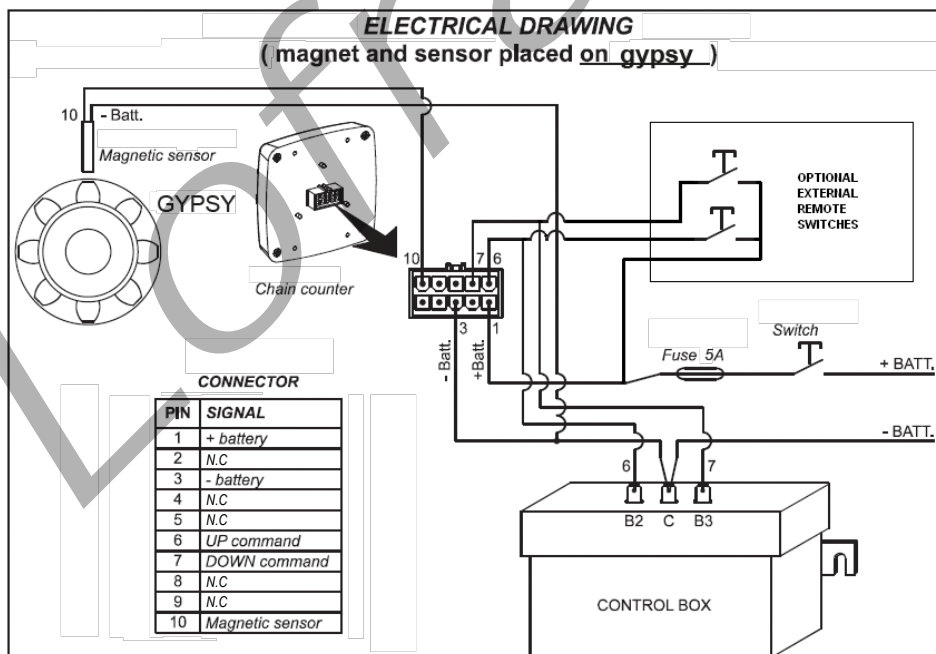 ELECTRICAL DRAWING
( magnet and sensor placed on gypsy )
10
- Batt.
Magnetic sensor
GYPSY
Chain counter
10
7
6
3
1
- Batt.
+Batt.
OPTIONAL
EXTERNAL
REMOTE
SWITCHES
Switch
Fuse 5A
+ BATT.
- BATT.
CONNECTOR
PIN SIGNAL
1 + battery
2 N.C
3 - battery
4 N.C
5 N.C
6 UP command
7 DOWN command
8 N.C
9 N.C
10 Magnetic sensor
6
7
B2 C B3
CONTROL BOX